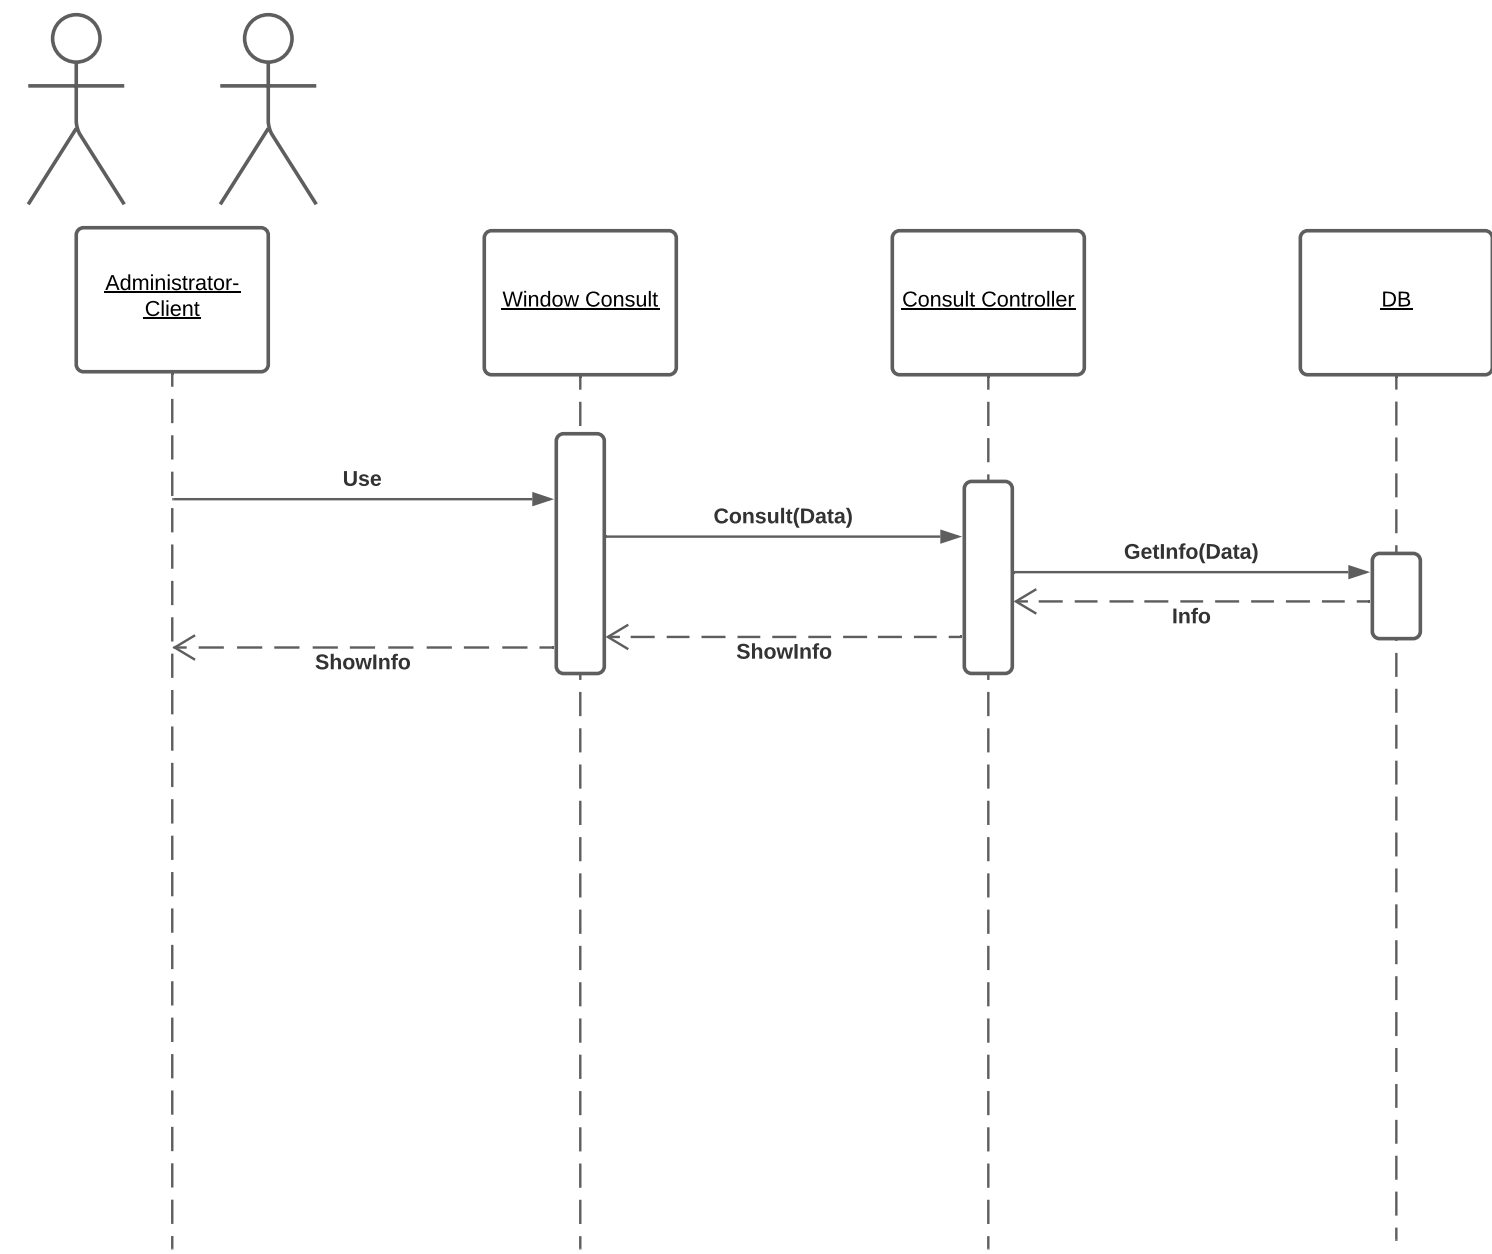 Administrator-
Client
Window Consult
Consult Controller
DB
Use
Consult(Data)
GetInfo(Data)
Info
ShowInfo
ShowInfo